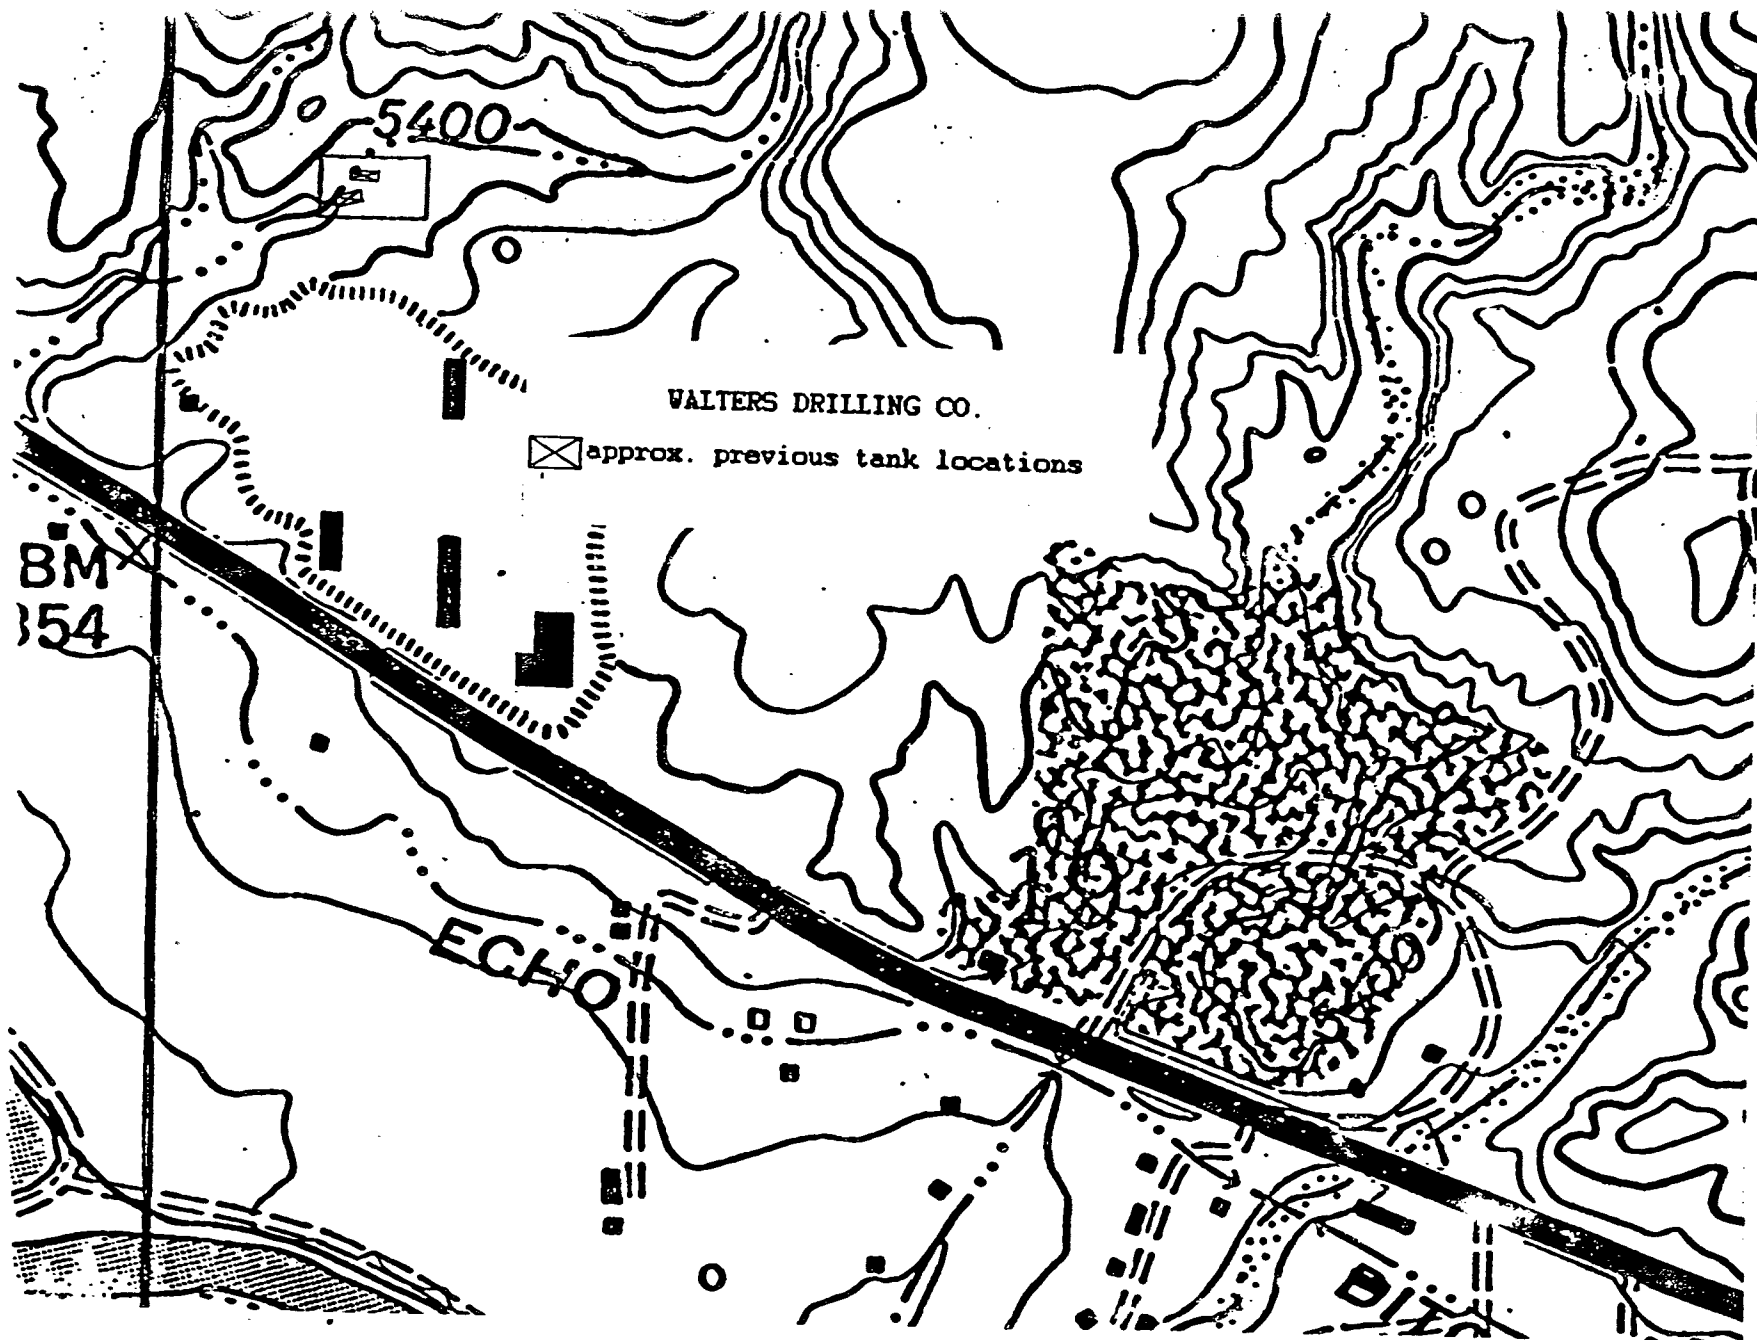 5400
WALTERS DRILLING CO.
approx. previous tank locations
BM
354
ECHO